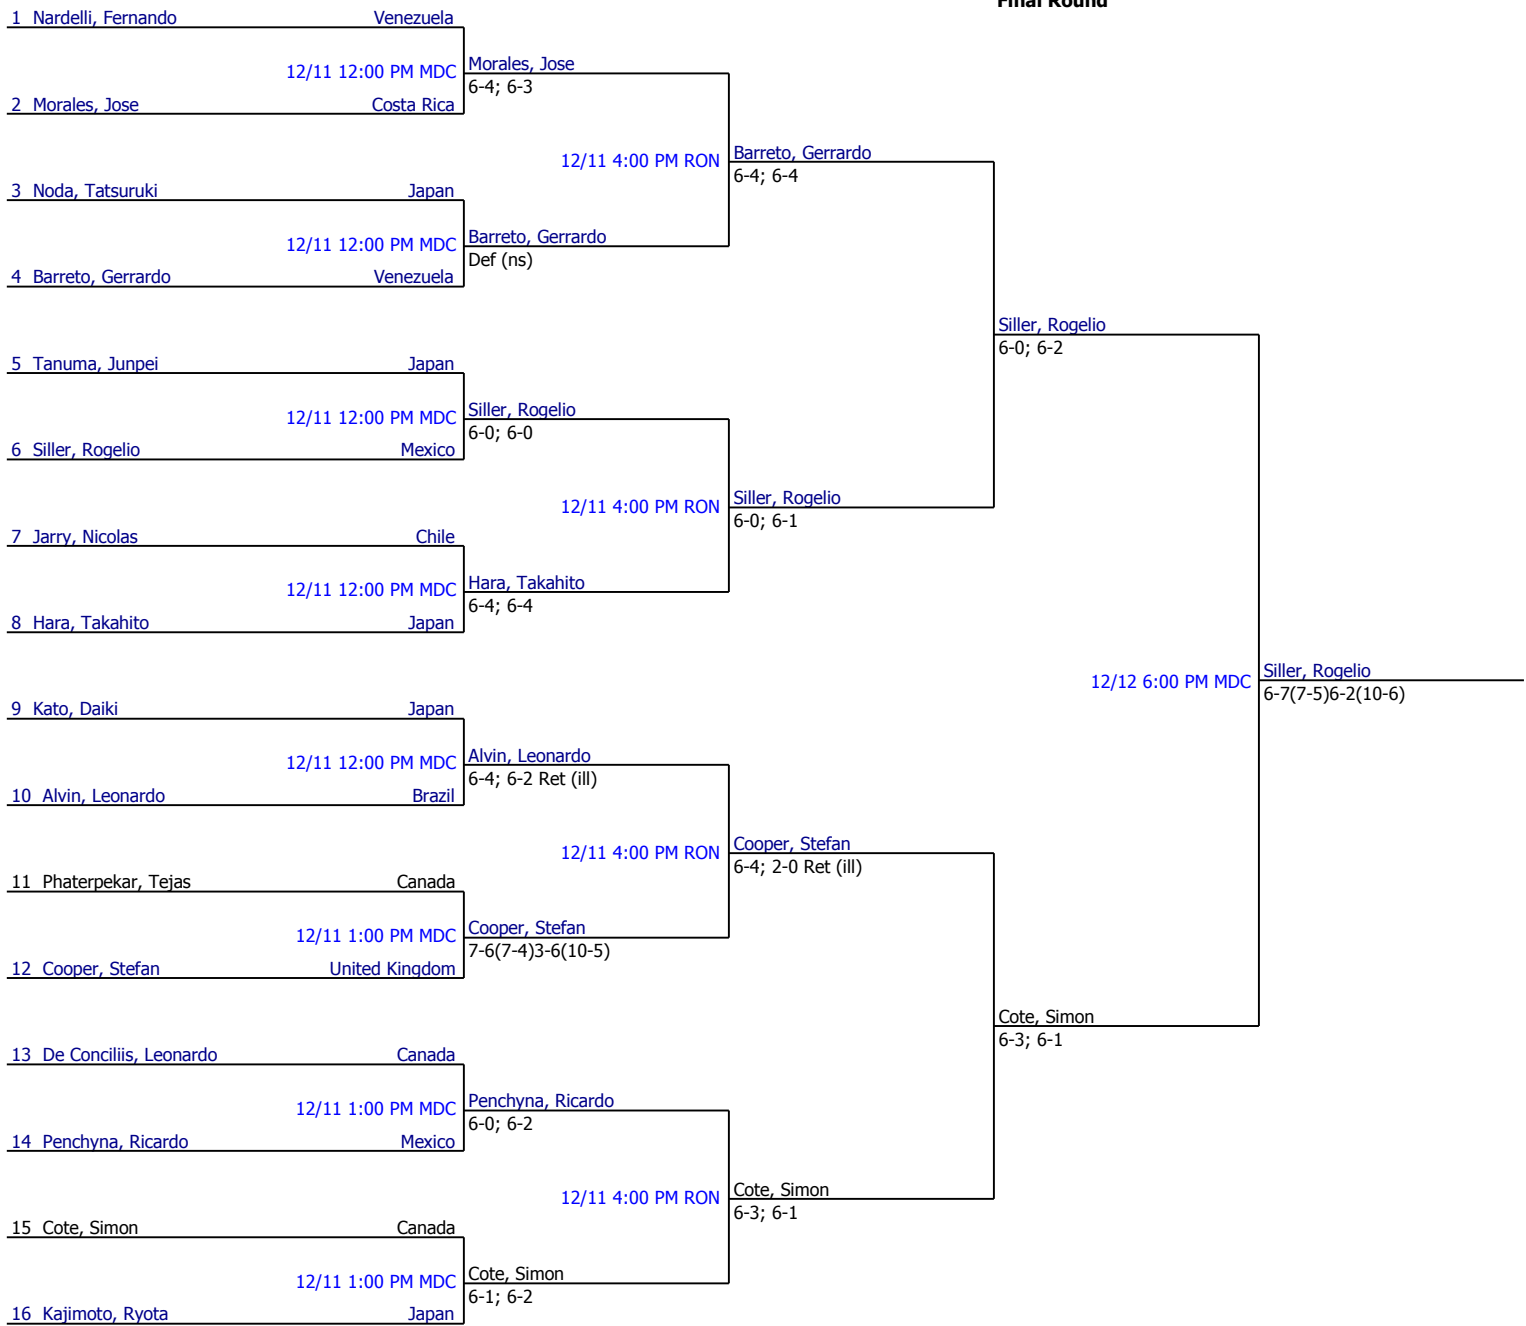 Final Round
1 Nardelli, Fernando Venezuela
12/11 12:00 PM MDC Morales, Jose
6-4; 6-3
2 Morales, Jose Costa Rica
12/11 4:00 PM RON Barreto, Gerrardo
6-4; 6-4
3 Noda, Tatsuruki Japan
12/11 12:00 PM MDC Barreto, Gerrardo
Def (ns)
4 Barreto, Gerrardo Venezuela
Siller, Rogelio
6-0; 6-2
5 Tanuma, Junpei Japan
12/11 12:00 PM MDC Siller, Rogelio
6-0; 6-0
6 Siller, Rogelio Mexico
12/11 4:00 PM RON Siller, Rogelio
6-0; 6-1
7 Jarry, Nicolas Chile
12/11 12:00 PM MDC Hara, Takahito
6-4; 6-4
8 Hara, Takahito Japan
12/12 6:00 PM MDC Siller, Rogelio
6-7(7-5)6-2(10-6)
9 Kato, Daiki Japan
12/11 12:00 PM MDC Alvin, Leonardo
6-4; 6-2 Ret (ill)
10 Alvin, Leonardo Brazil
12/11 4:00 PM RON Cooper, Stefan
6-4; 2-0 Ret (ill)
11 Phaterpekar, Tejas Canada
12/11 1:00 PM MDC Cooper, Stefan
7-6(7-4)3-6(10-5)
12 Cooper, Stefan United Kingdom
Cote, Simon
6-3; 6-1
13 De Conciliis, Leonardo Canada
12/11 1:00 PM MDC Penchyna, Ricardo
6-0; 6-2
14 Penchyna, Ricardo Mexico
12/11 4:00 PM RON Cote, Simon
6-3; 6-1
15 Cote, Simon Canada
12/11 1:00 PM MDC Cote, Simon
6-1; 6-2
16 Kajimoto, Ryota Japan